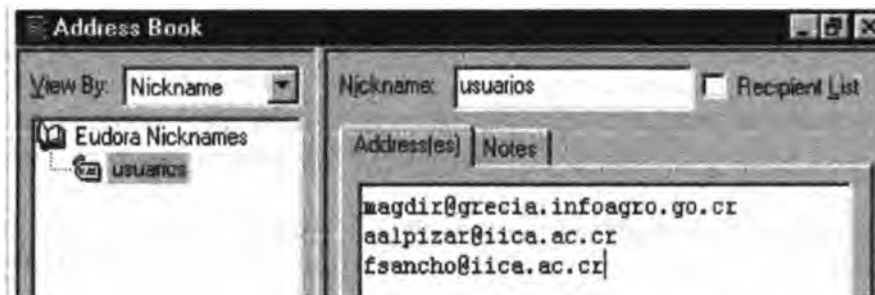 Address Book
View By: Nickname
Nickname: usuarios
Recipient List
Eudora Nicknames
usuarios
Address(es) Notes
magdir@grecia.infoagro.go.cr
aalpizar@iica.ac.cr
fsancho@iica.ac.cr